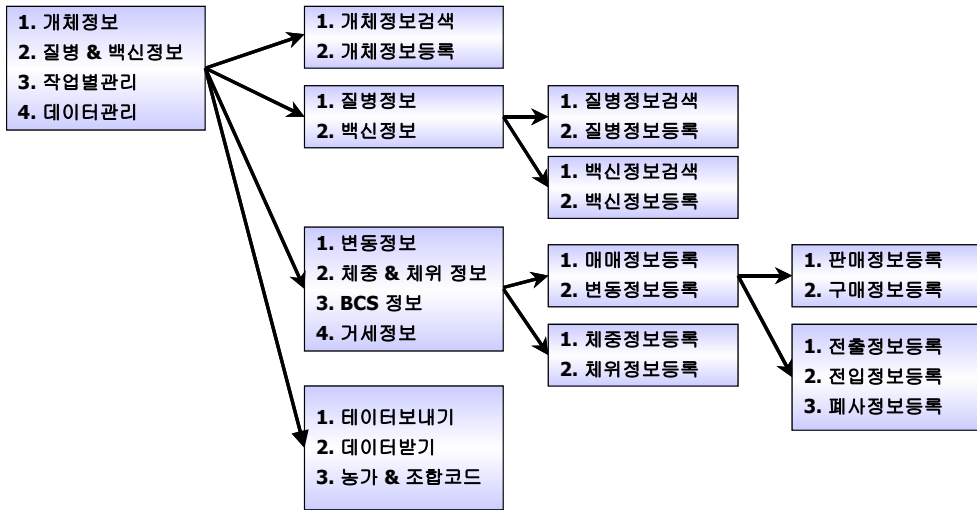 1. 개체정보
2. 질병 & 백신정보
3. 작업별관리
4. 데이터관리
1. 개체정보검색
2. 개체정보등록
1. 질병정보
2. 백신정보
1. 질병정보검색
2. 질병정보등록
1. 백신정보검색
2. 백신정보등록
1. 변동정보
2. 체중 & 체위 정보
3. BCS 정보
4. 거세정보
1. 매매정보등록
2. 변동정보등록
1. 판매정보등록
2. 구매정보등록
1. 체중정보등록
2. 체위정보등록
1. 전출정보등록
2. 전입정보등록
3. 폐사정보등록
1. 테이터보내기
2. 데이터받기
3. 농가 & 조합코드